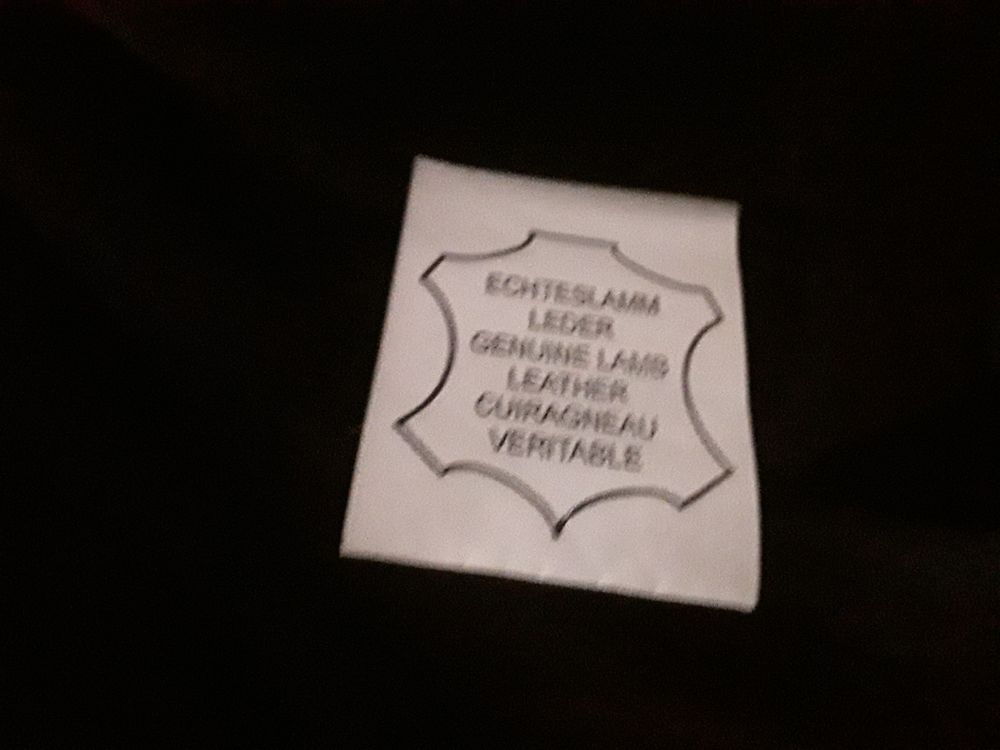 ECHTESLAMM
LEDER
GENUINE LAMB
LEATHER
CUIRAGNEAU
VERITABLE